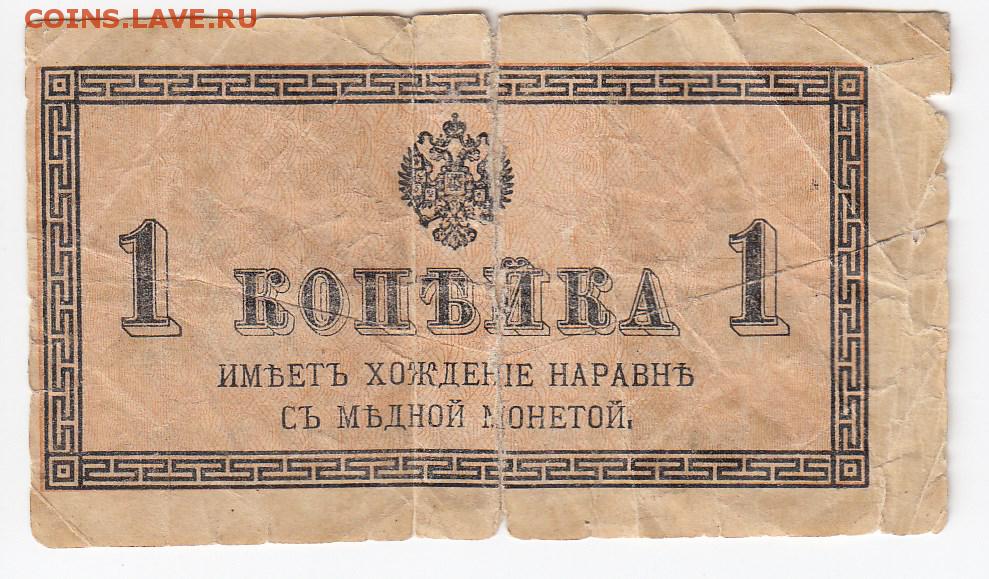 COINS.LAVE.RU
1 КОПѢЙКА 1
ИМѢЕТЪ ХОЖДЕНІЕ НАРАВНѢ
СЪ МѢДНОЙ МОНЕТОЙ.